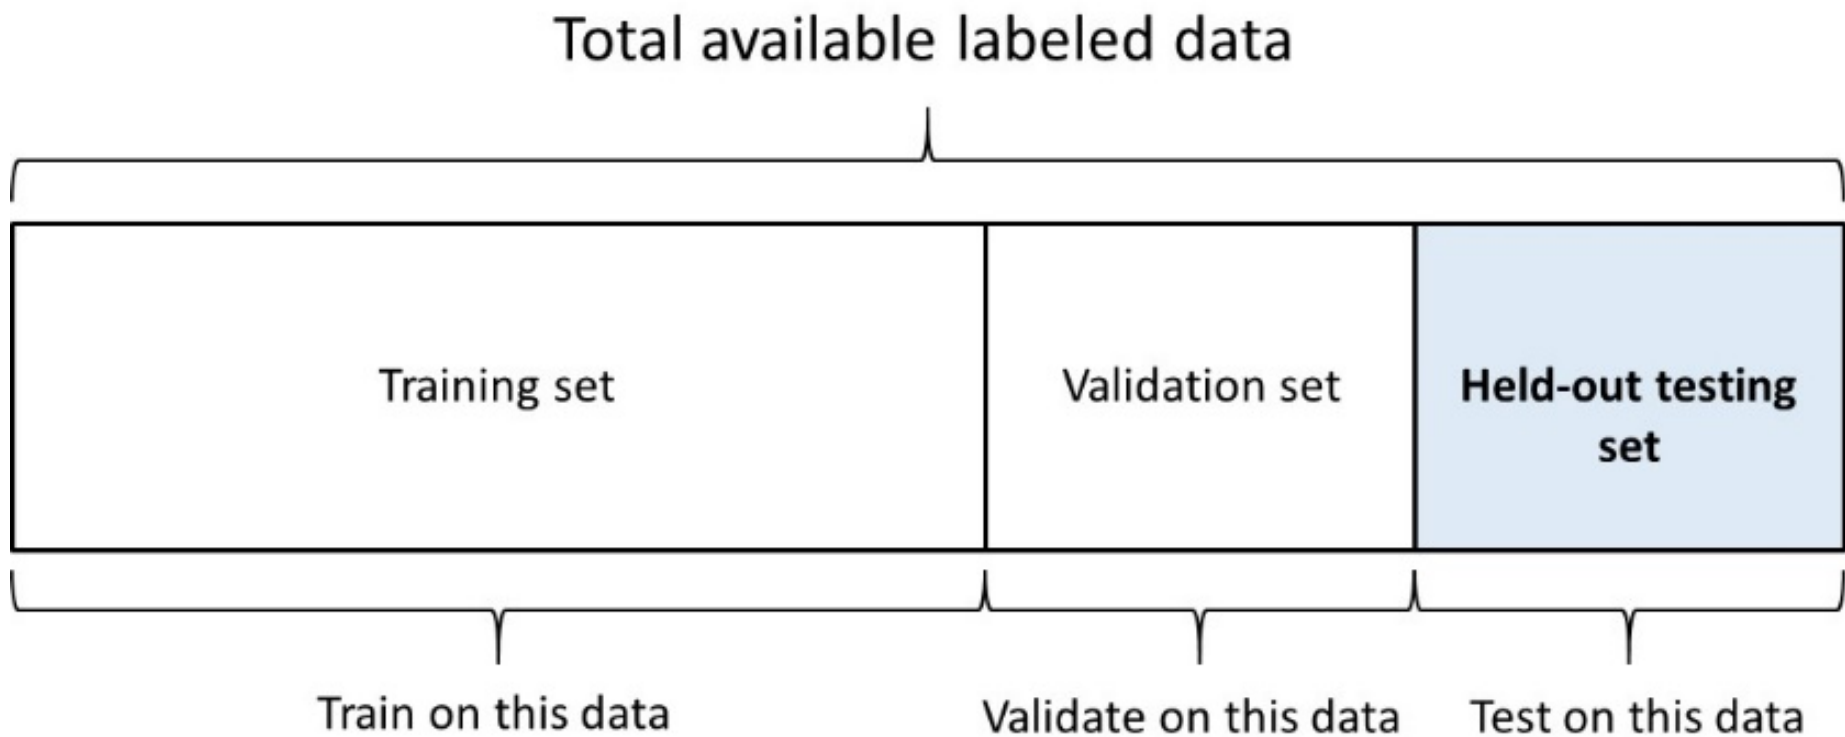 Total available labeled data
Training set
Validation set
Held-out testing
set
Train on this data
Validate on this data
Test on this data